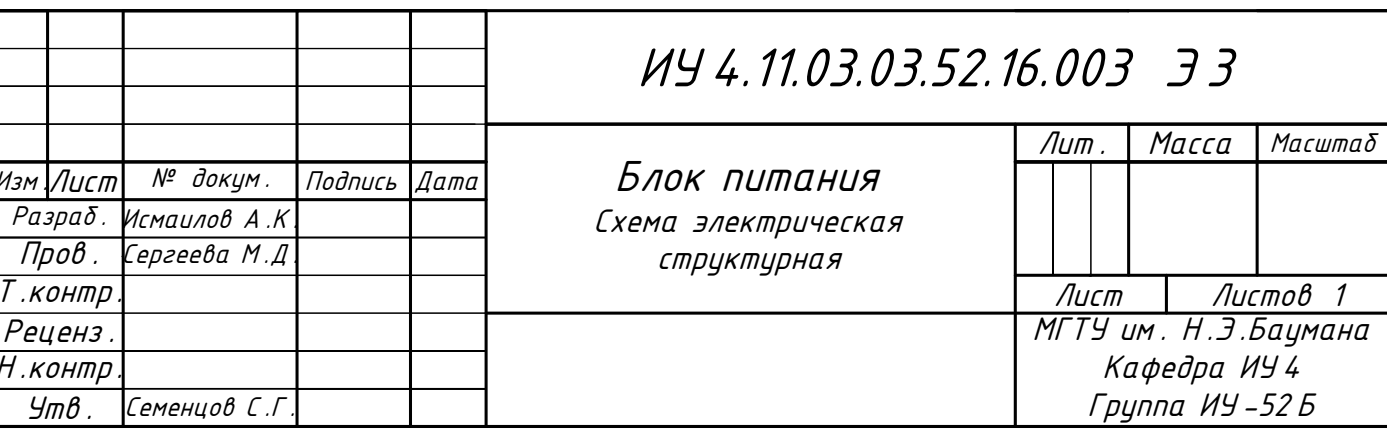 ИУ 4.11.03.03.52.16.003 Э 3
Лит. Масса Масштаб
Блок питания
Схема электрическая
структурная
Изм. Лист № докум. Подпись Дата
Разраб. Исмаилов А.К.
Пров. Сергеева М.Д.
Т.контр.
Лист Листов 1
Реценз.
Н.контр.
Утв. Семенцов С.Г.
МГТУ им. Н.Э.Баумана
Кафедра ИУ 4
Группа ИУ -52 Б